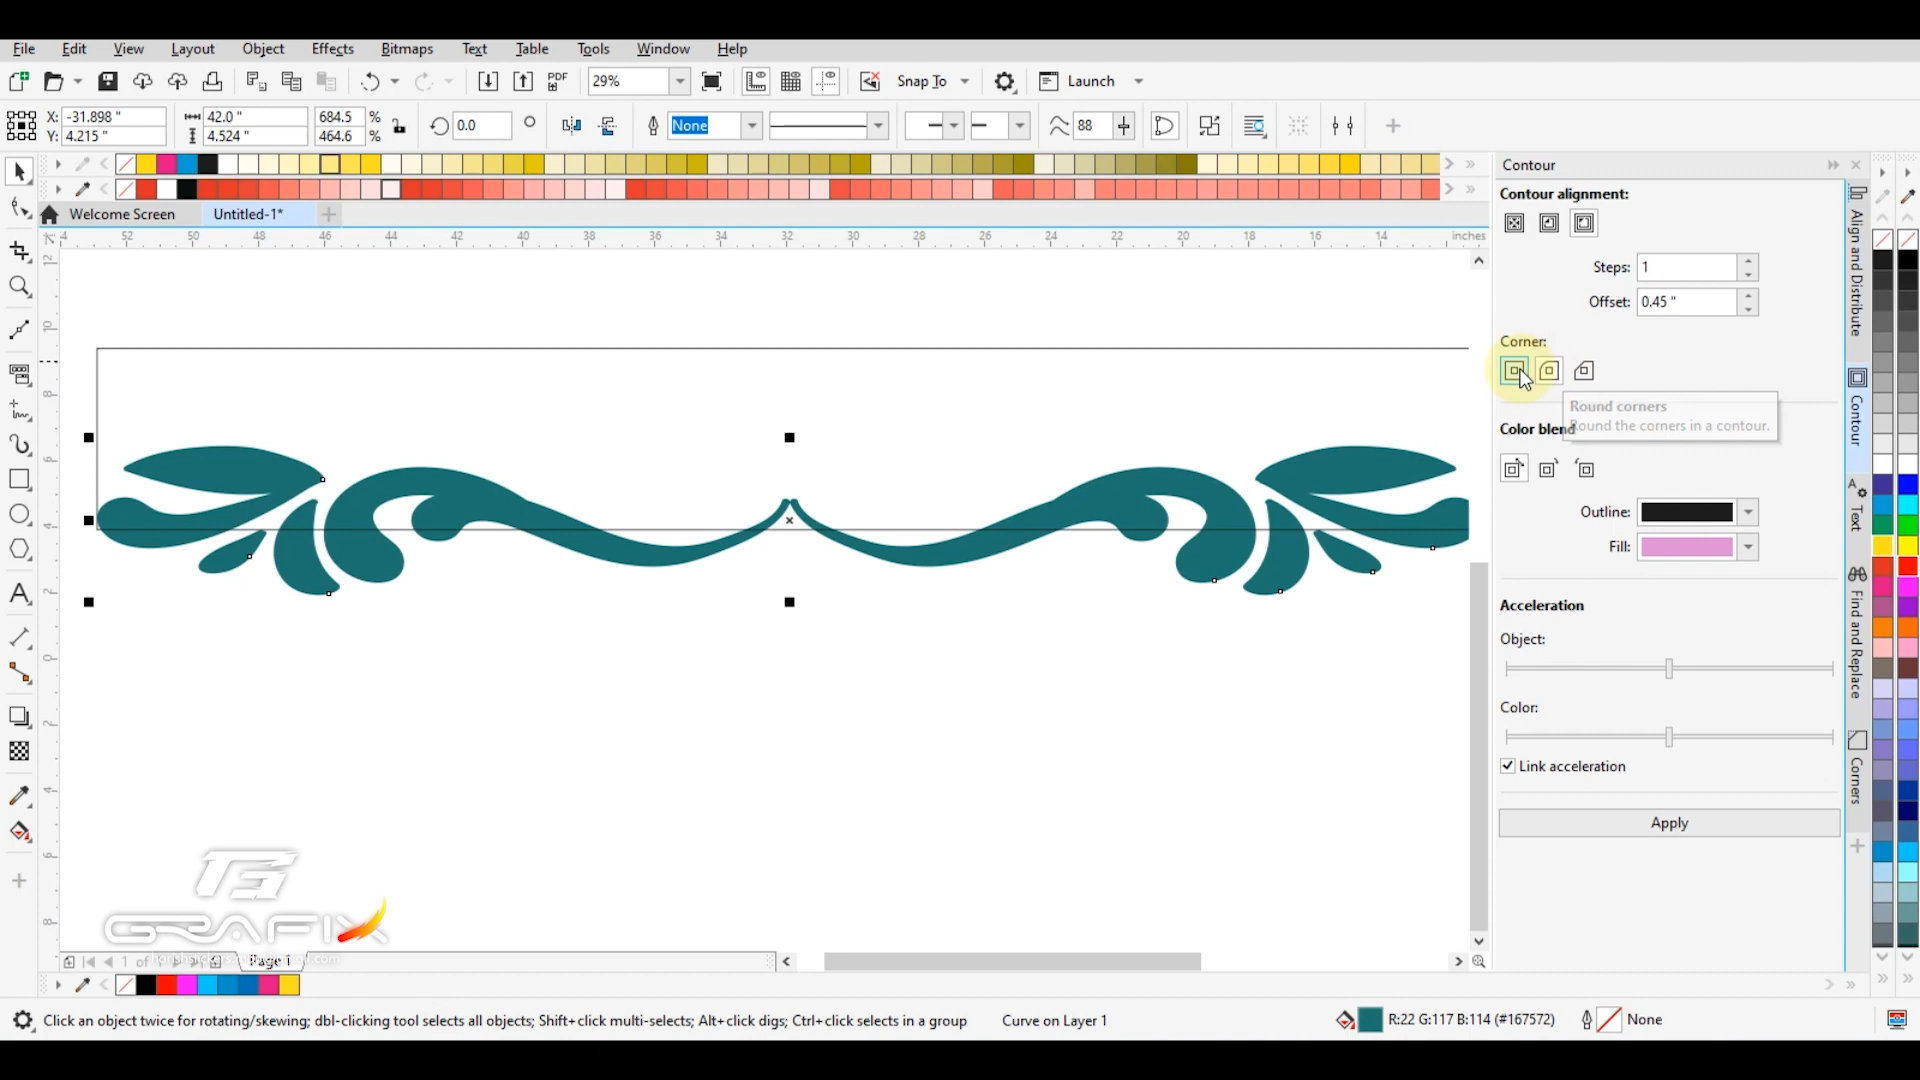 File Edit View Layout Object Effects Bitmaps Text Table Tools Window Help
PDF 29% Snap To Launch
X: -31.898 " 42.0 " 684.5 % 0.0 None 88
Y: 4.215 " 4.524 " 464.6 %
Welcome Screen Untitled-1*
52 50 48 46 44 42 40 38 36 34 32 30 28 26 24 22 20 18 16 14 inches
Contour
Contour alignment:
Steps: 1
Offset: 0.45 "
Corner:
Round corners
Round the corners in a contour.
Color blend
Outline:
Fill:
Acceleration
Object:
Color:
Link acceleration
Apply
Align and Distribute
Contour
Text
Find and Replace
Corners
GRAFIX
1 of Page 1
Click an object twice for rotating/skewing; dbl-clicking tool selects all objects; Shift+click multi-selects; Alt+click digs; Ctrl+click selects in a group Curve on Layer 1 R:22 G:117 B:114 (#167572) None